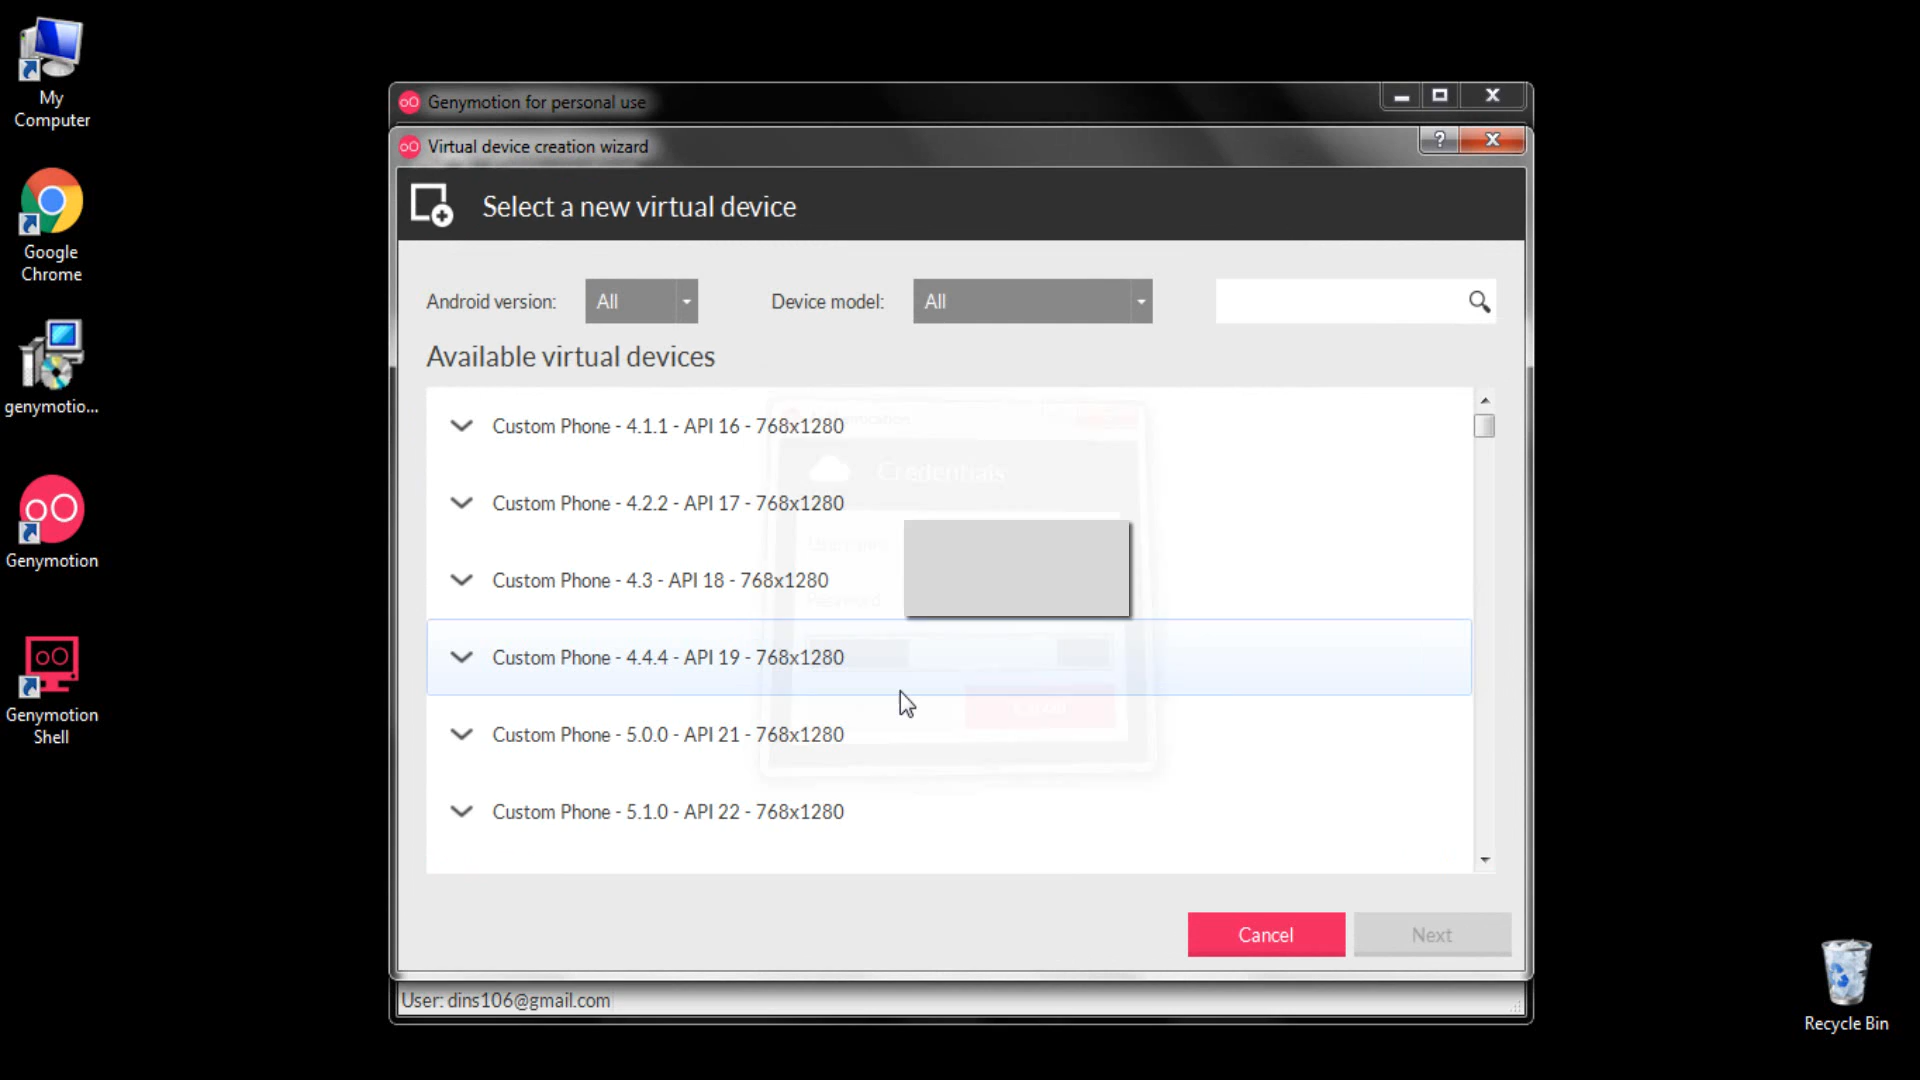 My
Computer
Google
Chrome
genymotio...
Genymotion
Genymotion
Shell
Genymotion for personal use
Virtual device creation wizard
?
Select a new virtual device
Android version: All Device model: All
Available virtual devices
Custom Phone - 4.1.1 - API 16 - 768x1280
Credentials
Custom Phone - 4.2.2 - API 17 - 768x1280
Custom Phone - 4.3 - API 18 - 768x1280
Password
Custom Phone - 4.4.4 - API 19 - 768x1280
Custom Phone - 5.0.0 - API 21 - 768x1280
Custom Phone - 5.1.0 - API 22 - 768x1280
Cancel Next
User: dins106@gmail.com
Recycle Bin